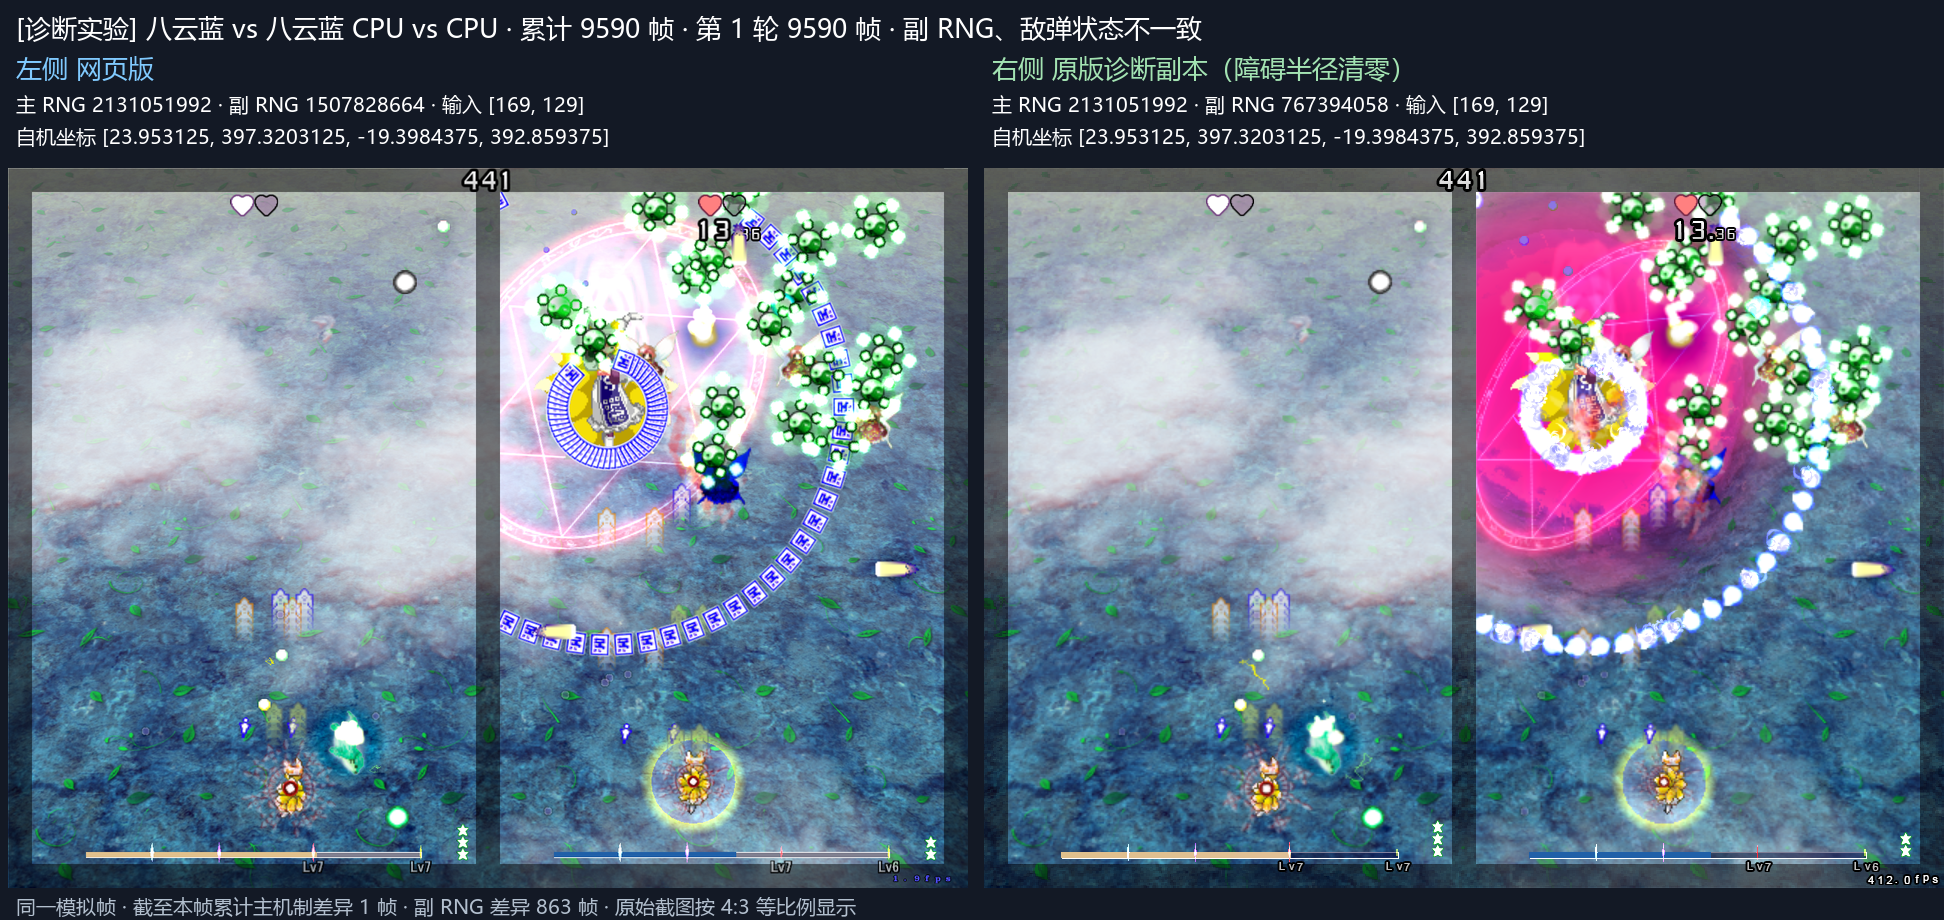 [诊断实验] 八云蓝 vs 八云蓝 CPU vs CPU · 累计 9590 帧 · 第 1 轮 9590 帧 · 副 RNG、敌弹状态不一致
左侧 网页版
主 RNG 2131051992 · 副 RNG 1507828664 · 输入 [169, 129]
自机坐标 [23.953125, 397.3203125, -19.3984375, 392.859375]
右侧 原版诊断副本（障碍半径清零）
主 RNG 2131051992 · 副 RNG 767394058 · 输入 [169, 129]
自机坐标 [23.953125, 397.3203125, -19.3984375, 392.859375]
441
13.36
Lv7
Lv7
Lv7
Lv6
1.9fps
441
13.36
Lv7
Lv7
Lv7
Lv6
412.0fps
同一模拟帧 · 截至本帧累计主机制差异 1 帧 · 副 RNG 差异 863 帧 · 原始截图按 4:3 等比例显示